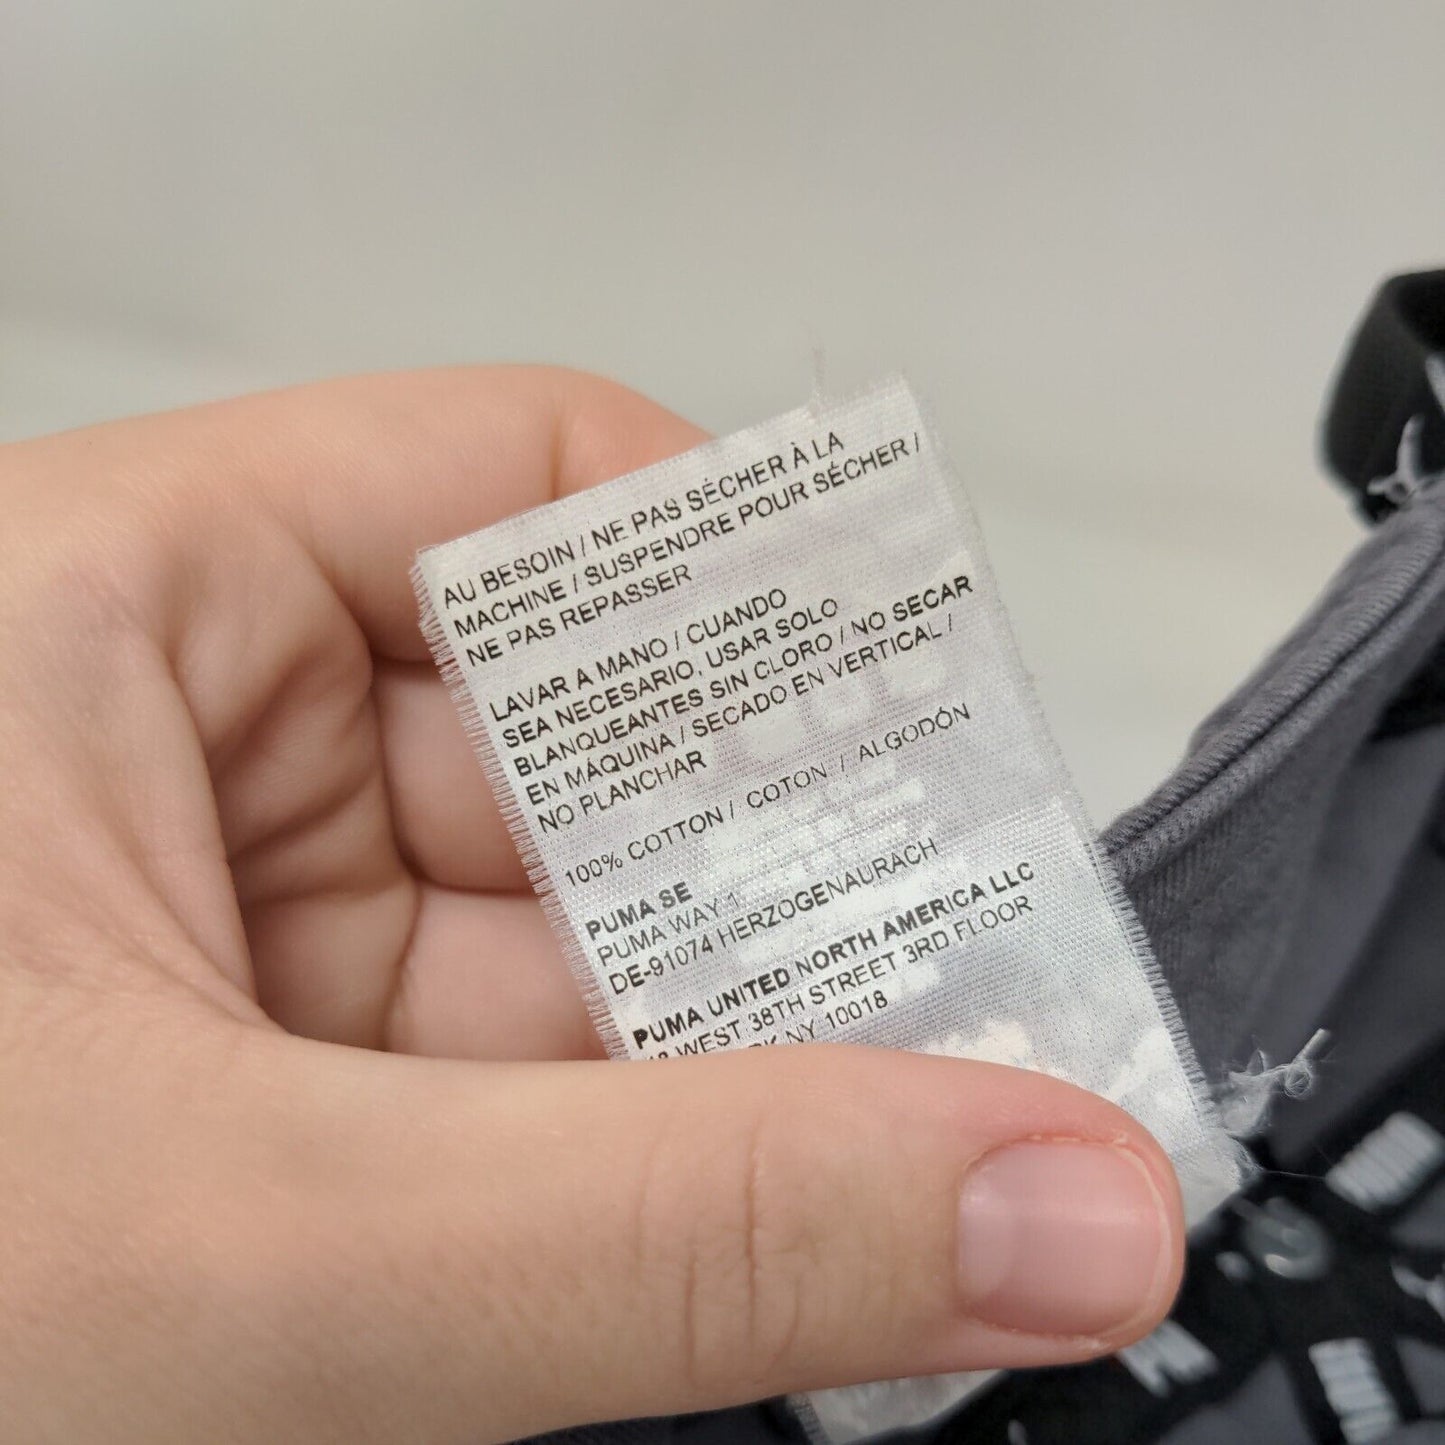 AU BESOIN / NE PAS SÉCHER À LA
MACHINE / SUSPENDRE POUR SÉCHER /
NE PAS REPASSER
LAVAR A MANO / CUANDO
SEA NECESARIO, USAR SOLO
BLANQUEANTES SIN CLORO / NO SECAR
EN MÁQUINA / SECADO EN VERTICAL /
NO PLANCHAR
100% COTTON / COTON / ALGODÓN
PUMA SE
PUMA WAY 1,
DE-91074 HERZOGENAURACH
PUMA UNITED NORTH AMERICA LLC
WEST 38TH STREET 3RD FLOOR
NY 10018